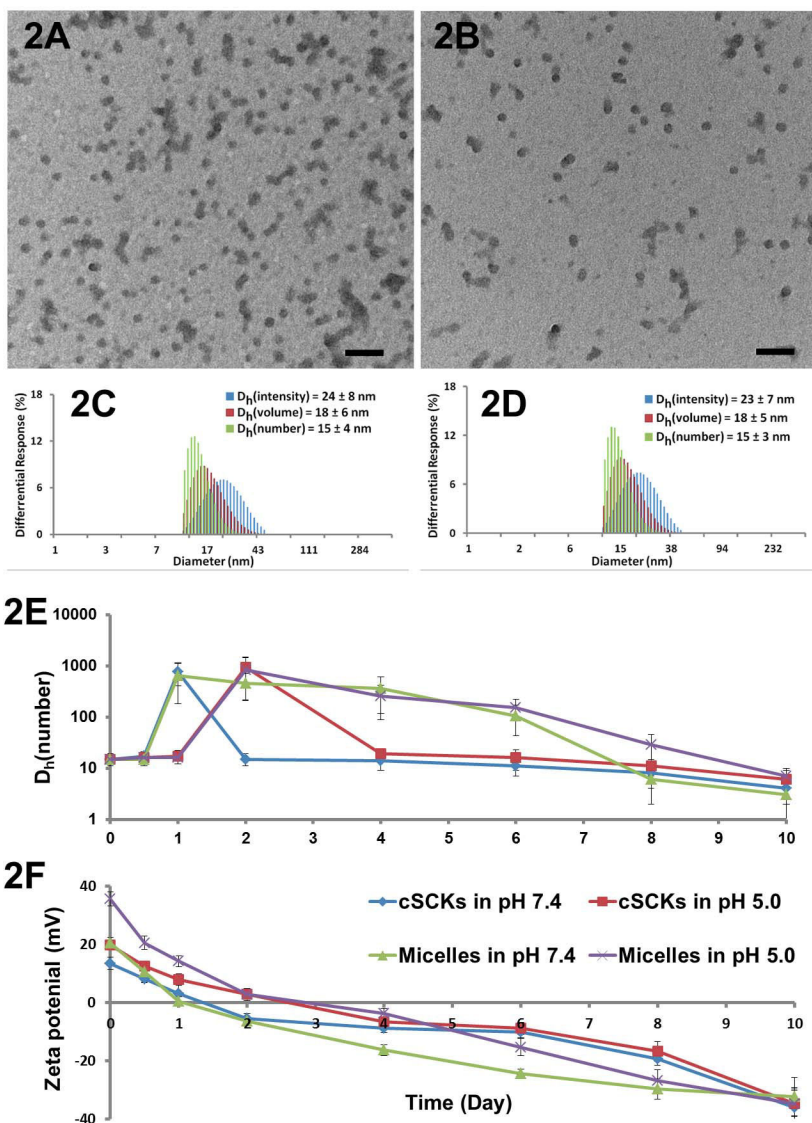 2A
2B
2C
18
12
6
0
Differrential Response (%)
Dh(intensity) = 24 ± 8 nm
Dh(volume) = 18 ± 6 nm
Dh(number) = 15 ± 4 nm
1 3 7 17 43 111 284
Diameter (nm)
2D
18
12
6
0
Differrential Response (%)
Dh(intensity) = 23 ± 7 nm
Dh(volume) = 18 ± 5 nm
Dh(number) = 15 ± 3 nm
1 2 6 15 38 94 232
Diameter (nm)
2E
10000
1000
100
10
1
Dh(number)
0 1 2 3 4 5 6 7 8 9 10
2F
40
20
0
-20
-40
Zeta potenial (mV)
cSCKs in pH 7.4
cSCKs in pH 5.0
Micelles in pH 7.4
Micelles in pH 5.0
0 1 2 3 4 5 6 7 8 9 10
Time (Day)